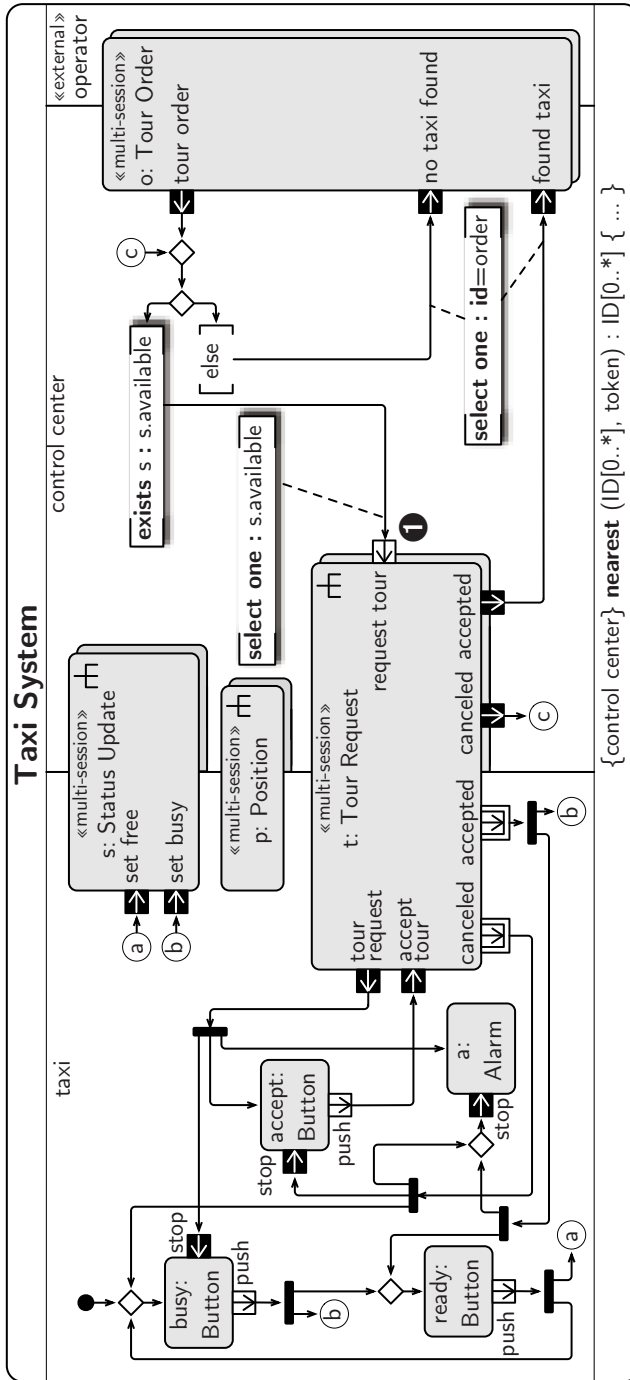 Taxi System
taxi
control center
«external»
operator
«multi-session»
s: Status Update
set free
set busy
a
b
«multi-session»
p: Position
«multi-session»
t: Tour Request
tour
request
accept
tour
request tour
canceled
accepted
canceled
accepted
c
b
1
busy:
Button
stop
push
b
accept:
Button
stop
push
a:
Alarm
stop
ready:
Button
push
a
exists s : s.available
[else]
select one : s.available
select one : id=order
c
«multi-session»
o: Tour Order
tour order
no taxi found
found taxi
{control center} nearest (ID[0..*], token) : ID[0..*] { ... }